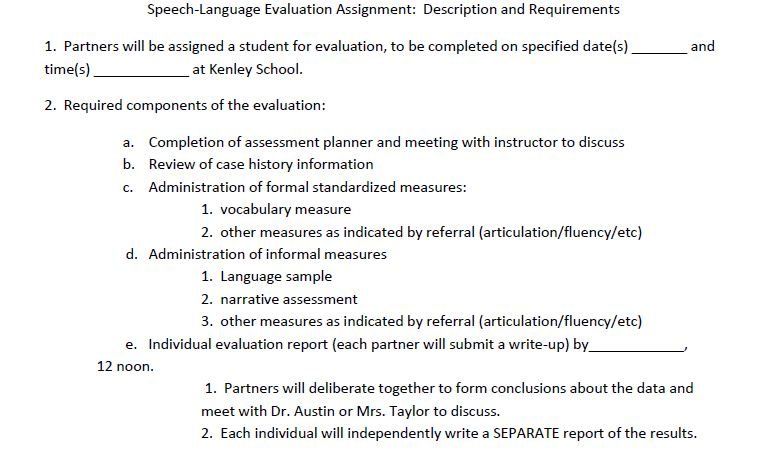 Speech-Language Evaluation Assignment: Description and Requirements
1. Partners will be assigned a student for evaluation, to be completed on specified date(s) _______ and
time(s) ____________ at Kenley School.
2. Required components of the evaluation:
a. Completion of assessment planner and meeting with instructor to discuss
b. Review of case history information
c. Administration of formal standardized measures:
1. vocabulary measure
2. other measures as indicated by referral (articulation/fluency/etc)
d. Administration of informal measures
1. Language sample
2. narrative assessment
3. other measures as indicated by referral (articulation/fluency/etc)
e. Individual evaluation report (each partner will submit a write-up) by____________,
12 noon.
1. Partners will deliberate together to form conclusions about the data and
meet with Dr. Austin or Mrs. Taylor to discuss.
2. Each individual will independently write a SEPARATE report of the results.